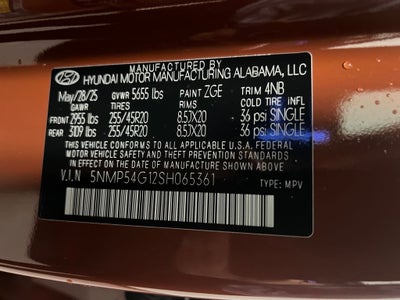 MANUFACTURED BY
HYUNDAI MOTOR MANUFACTURING ALABAMA, LLC
May/28/25 GVWR 5655 lbs PAINT ZGE TRIM 4NB
GAWR TIRES RIMS COLD TIRE INFL
FRONT 2955 lbs 255/45R20 8.5JX20 36 psi SINGLE
REAR 3109 lbs 255/45R20 8.5JX20 36 psi SINGLE
THIS VEHICLE CONFORMS TO ALL APPLICABLE U.S.A. FEDERAL
MOTOR VEHICLE SAFETY AND THEFT PREVENTION STANDARDS
IN EFFECT ON THE DATE OF MANUFACTURE SHOWN ABOVE.
V.I.N 5NMP54G12SH065361 TYPE: MPV